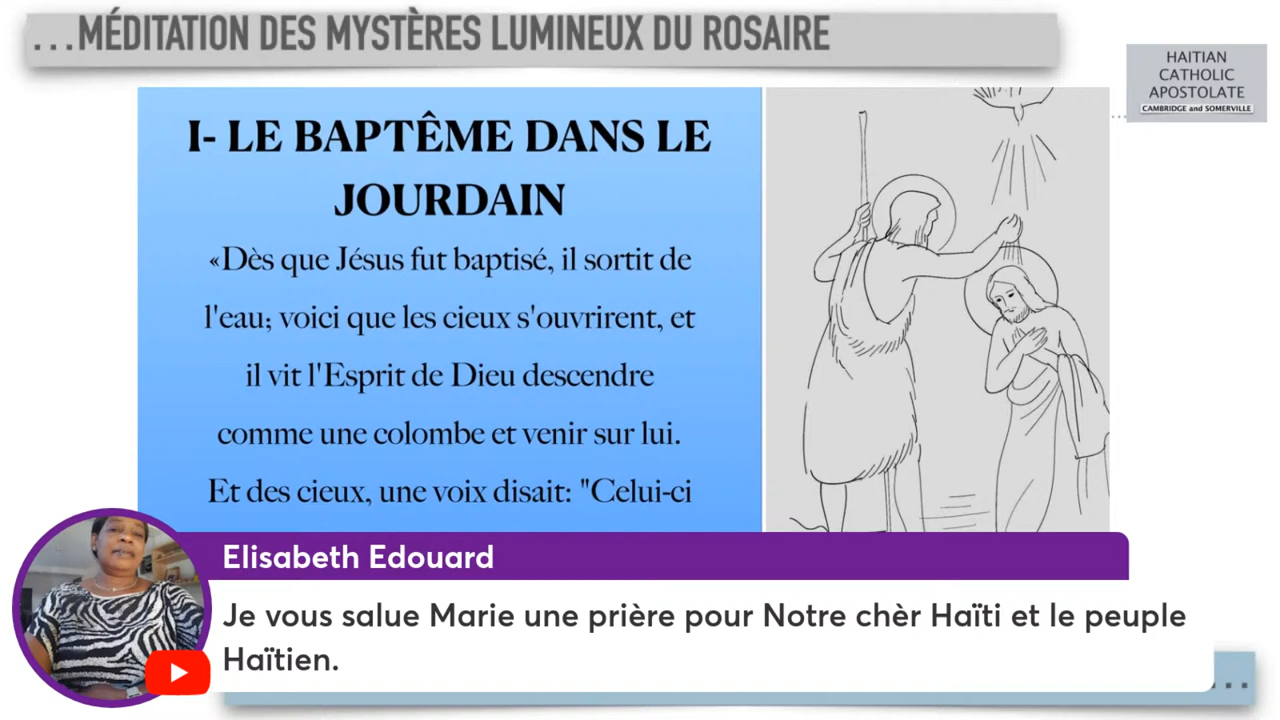 ...MÉDITATION DES MYSTÈRES LUMINEUX DU ROSAIRE
HAITIAN
CATHOLIC
APOSTOLATE
CAMBRIDGE and SOMERVILLE
I- LE BAPTÊME DANS LE
JOURDAIN
«Dès que Jésus fut baptisé, il sortit de
l'eau; voici que les cieux s'ouvrirent, et
il vit l'Esprit de Dieu descendre
comme une colombe et venir sur lui.
Et des cieux, une voix disait: "Celui-ci
Elisabeth Edouard
Je vous salue Marie une prière pour Notre chèr Haïti et le peuple
Haïtien.